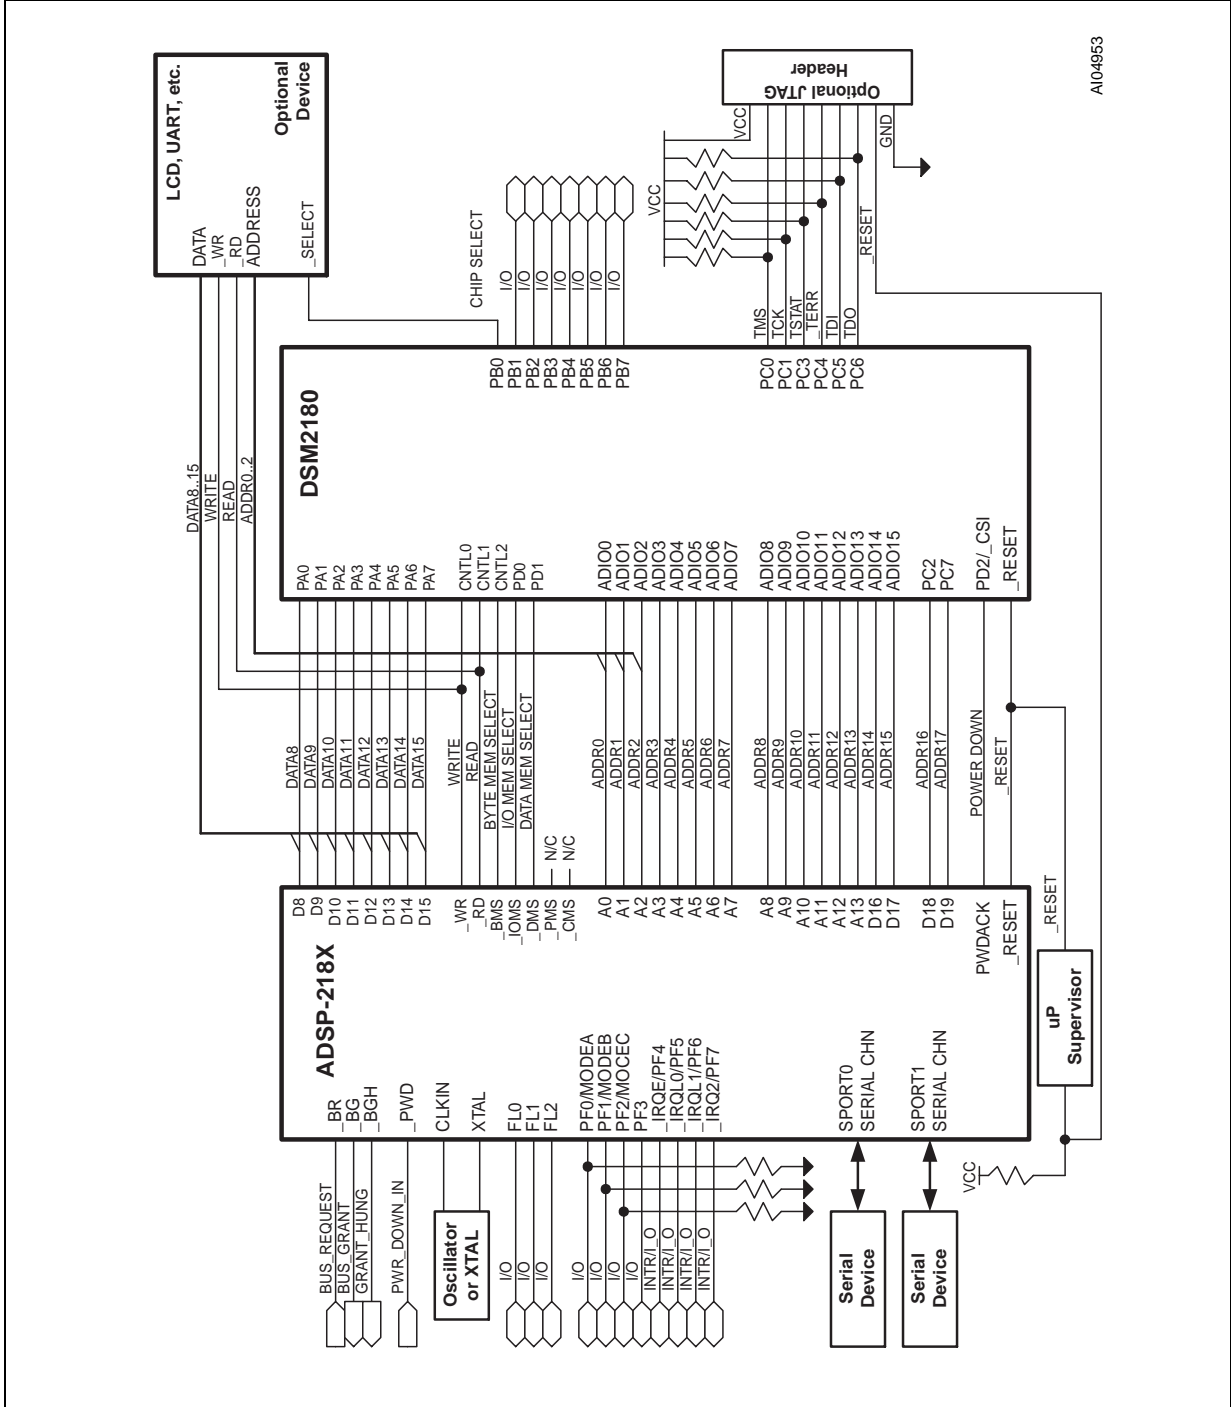 AI04953
LCD, UART, etc.
Optional
Device
DATA
_WR
_RD
ADDRESS
_SELECT
Optional JTAG
Header
VCC
GND
VCC
_RESET
CHIP SELECT
I/O
I/O
I/O
I/O
I/O
I/O
I/O
TMS
TCK
TSTAT
_TERR
TDI
TDO
DSM2180
PB0
PB1
PB2
PB3
PB4
PB5
PB6
PB7
PC0
PC1
PC3
PC4
PC5
PC6
PA0
PA1
PA2
PA3
PA4
PA5
PA6
PA7
CNTL0
CNTL1
CNTL2
PD0
PD1
ADIO0
ADIO1
ADIO2
ADIO3
ADIO4
ADIO5
ADIO6
ADIO7
ADIO8
ADIO9
ADIO10
ADIO11
ADIO12
ADIO13
ADIO14
ADIO15
PC2
PC7
PD2/_CSI
_RESET
DATA8..15
WRITE
READ
ADDR0..2
DATA8
DATA9
DATA10
DATA11
DATA12
DATA13
DATA14
DATA15
WRITE
READ
BYTE MEM SELECT
I/O MEM SELECT
DATA MEM SELECT
N/C
N/C
ADDR0
ADDR1
ADDR2
ADDR3
ADDR4
ADDR5
ADDR6
ADDR7
ADDR8
ADDR9
ADDR10
ADDR11
ADDR12
ADDR13
ADDR14
ADDR15
ADDR16
ADDR17
POWER DOWN
_RESET
_RESET
ADSP-218X
D8
D9
D10
D11
D12
D13
D14
D15
_WR
_RD
_BMS
_IOMS
_DMS
_PMS
_CMS
A0
A1
A2
A3
A4
A5
A6
A7
A8
A9
A10
A11
A12
A13
D16
D17
D18
D19
PWDACK
_RESET
_BR
_BG
_BGH
_PWD
CLKIN
XTAL
FL0
FL1
FL2
PF0/MODEA
PF1/MODEB
PF2/MOCEC
PF3
_IRQE/PF4
_IRQL0/PF5
_IRQL1/PF6
_IRQ2/PF7
SPORT0
SERIAL CHN
SPORT1
SERIAL CHN
uP
Supervisor
VCC
BUS_REQUEST
BUS_GRANT
GRANT_HUNG
PWR_DOWN_IN
Oscillator
or XTAL
I/O
I/O
I/O
I/O
I/O
I/O
I/O
INTR/I_O
INTR/I_O
INTR/I_O
INTR/I_O
Serial
Device
Serial
Device